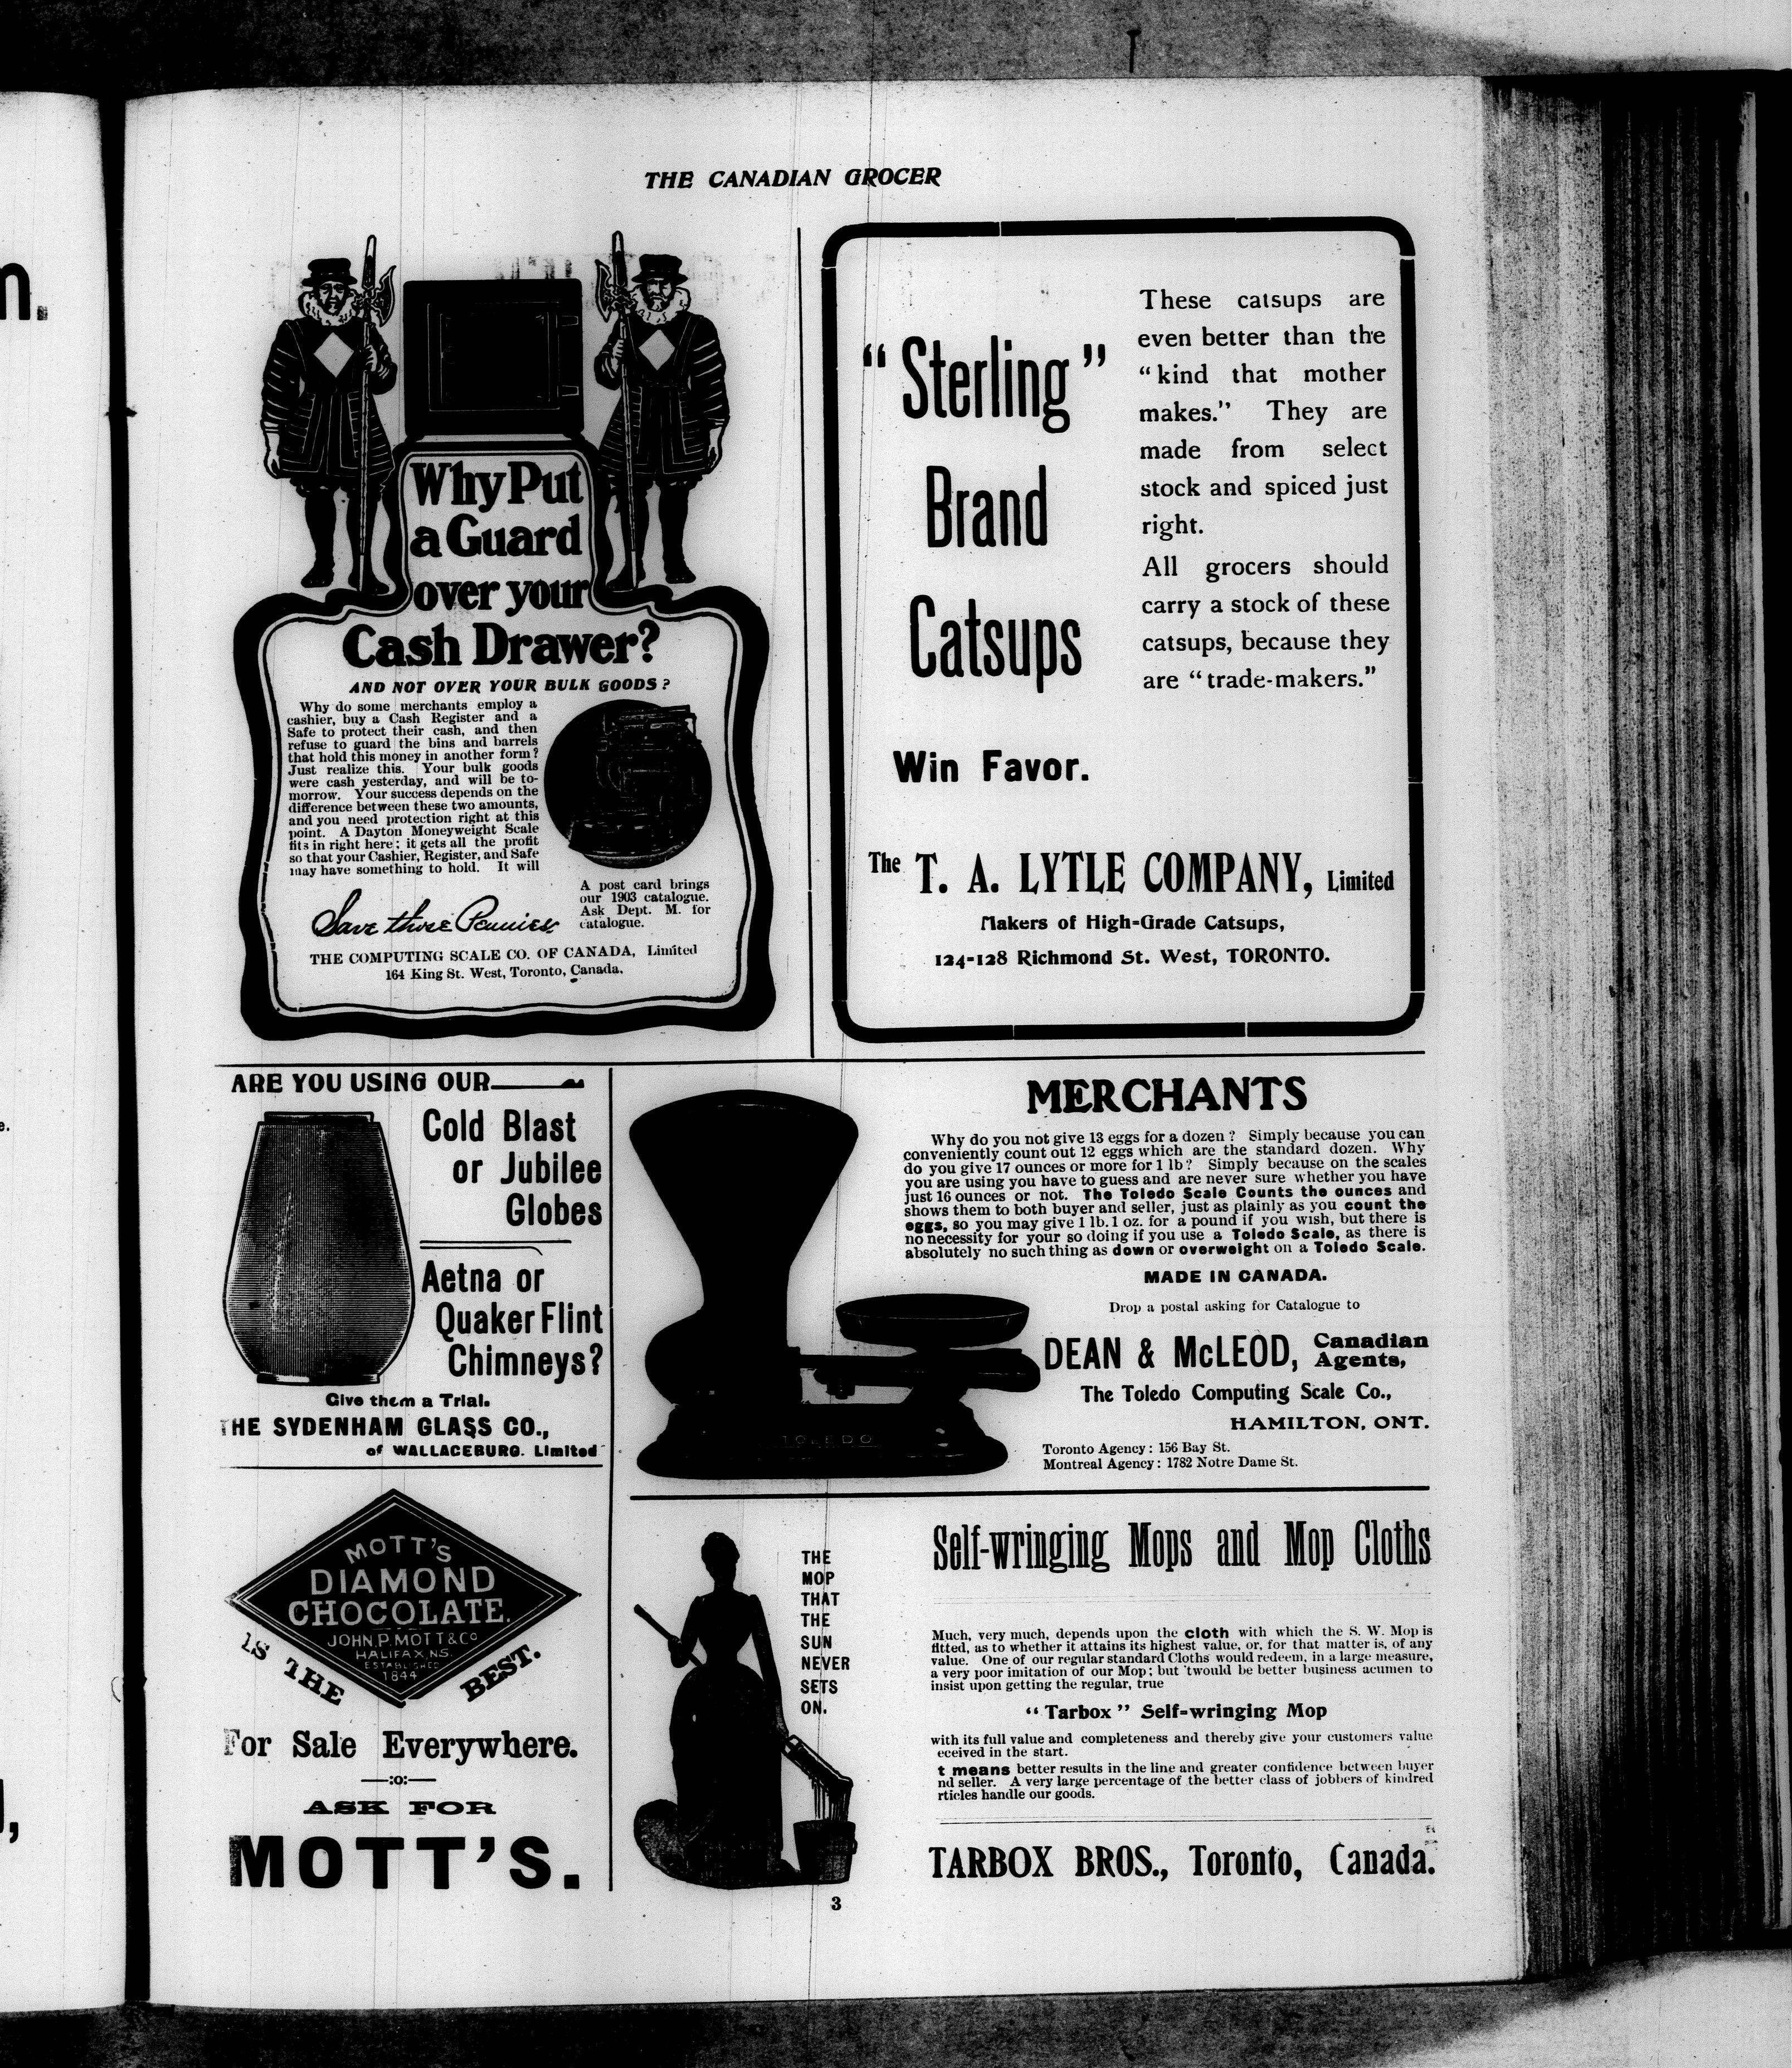 THE CANADIAN GROCER
Why Put
a Guard
over your
Cash Drawer?
AND NOT OVER YOUR BULK GOODS?
Why do some merchants employ a
cashier, buy a Cash Register and a
Safe to protect their cash, and then
refuse to guard the bins and barrels
that hold this money in another form?
Just realize this. Your bulk goods
were cash yesterday, and will be to-
morrow. Your success depends on the
difference between these two amounts,
and you need protection right at this
point. A Dayton Moneyweight Scale
fits in right here; it gets all the profit
so that your Cashier, Register, and Safe
may have something to hold. It will
Save those Pennies.
A post card brings
our 1903 catalogue.
Ask Dept. M. for
catalogue.
THE COMPUTING SCALE CO. OF CANADA, Limited
164 King St. West, Toronto, Canada.
"Sterling"
Brand
Catsups
Win Favor.
These catsups are
even better than the
"kind that mother
makes." They are
made from select
stock and spiced just
right.
All grocers should
carry a stock of these
catsups, because they
are "trade-makers."
The T. A. LYTLE COMPANY, Limited
Makers of High-Grade Catsups,
124-128 Richmond St. West, TORONTO.
ARE YOU USING OUR
Cold Blast
or Jubilee
Globes
Aetna or
Quaker Flint
Chimneys?
Give them a Trial.
THE SYDENHAM GLASS CO.,
of WALLACEBURG. Limited
MERCHANTS
Why do you not give 13 eggs for a dozen? Simply because you can
conveniently count out 12 eggs which are the standard dozen. Why
do you give 17 ounces or more for 1 lb? Simply because on the scales
you are using you have to guess and are never sure whether you have
just 16 ounces or not. The Toledo Scale Counts the ounces and
shows them to both buyer and seller, just as plainly as you count the
eggs, so you may give 1 lb. 1 oz. for a pound if you wish, but there is
no necessity for your so doing if you use a Toledo Scale, as there is
absolutely no such thing as down or overweight on a Toledo Scale.
MADE IN CANADA.
Drop a postal asking for Catalogue to
DEAN & McLEOD, Canadian Agents,
The Toledo Computing Scale Co.,
HAMILTON, ONT.
Toronto Agency: 156 Bay St.
Montreal Agency: 1782 Notre Dame St.
TOLEDO
MOTT'S
DIAMOND
CHOCOLATE.
JOHN. P. MOTT & Co
HALIFAX, N.S.
ESTABLISHED
1844
IS THE BEST.
For Sale Everywhere.
—:o:—
ASK FOR
MOTT'S.
THE
MOP
THAT
THE
SUN
NEVER
SETS
ON.
Self-wringing Mops and Mop Cloths
Much, very much, depends upon the cloth with which the S. W. Mop is
fitted, as to whether it attains its highest value, or, for that matter is, of any
value. One of our regular standard Cloths would redeem, in a large measure,
a very poor imitation of our Mop; but 'twould be better business acumen to
insist upon getting the regular, true
"Tarbox" Self-wringing Mop
with its full value and completeness and thereby give your customers value
eceived in the start.
t means better results in the line and greater confidence between buyer
nd seller. A very large percentage of the better class of jobbers of kindred
rticles handle our goods.
TARBOX BROS., Toronto, Canada.
3